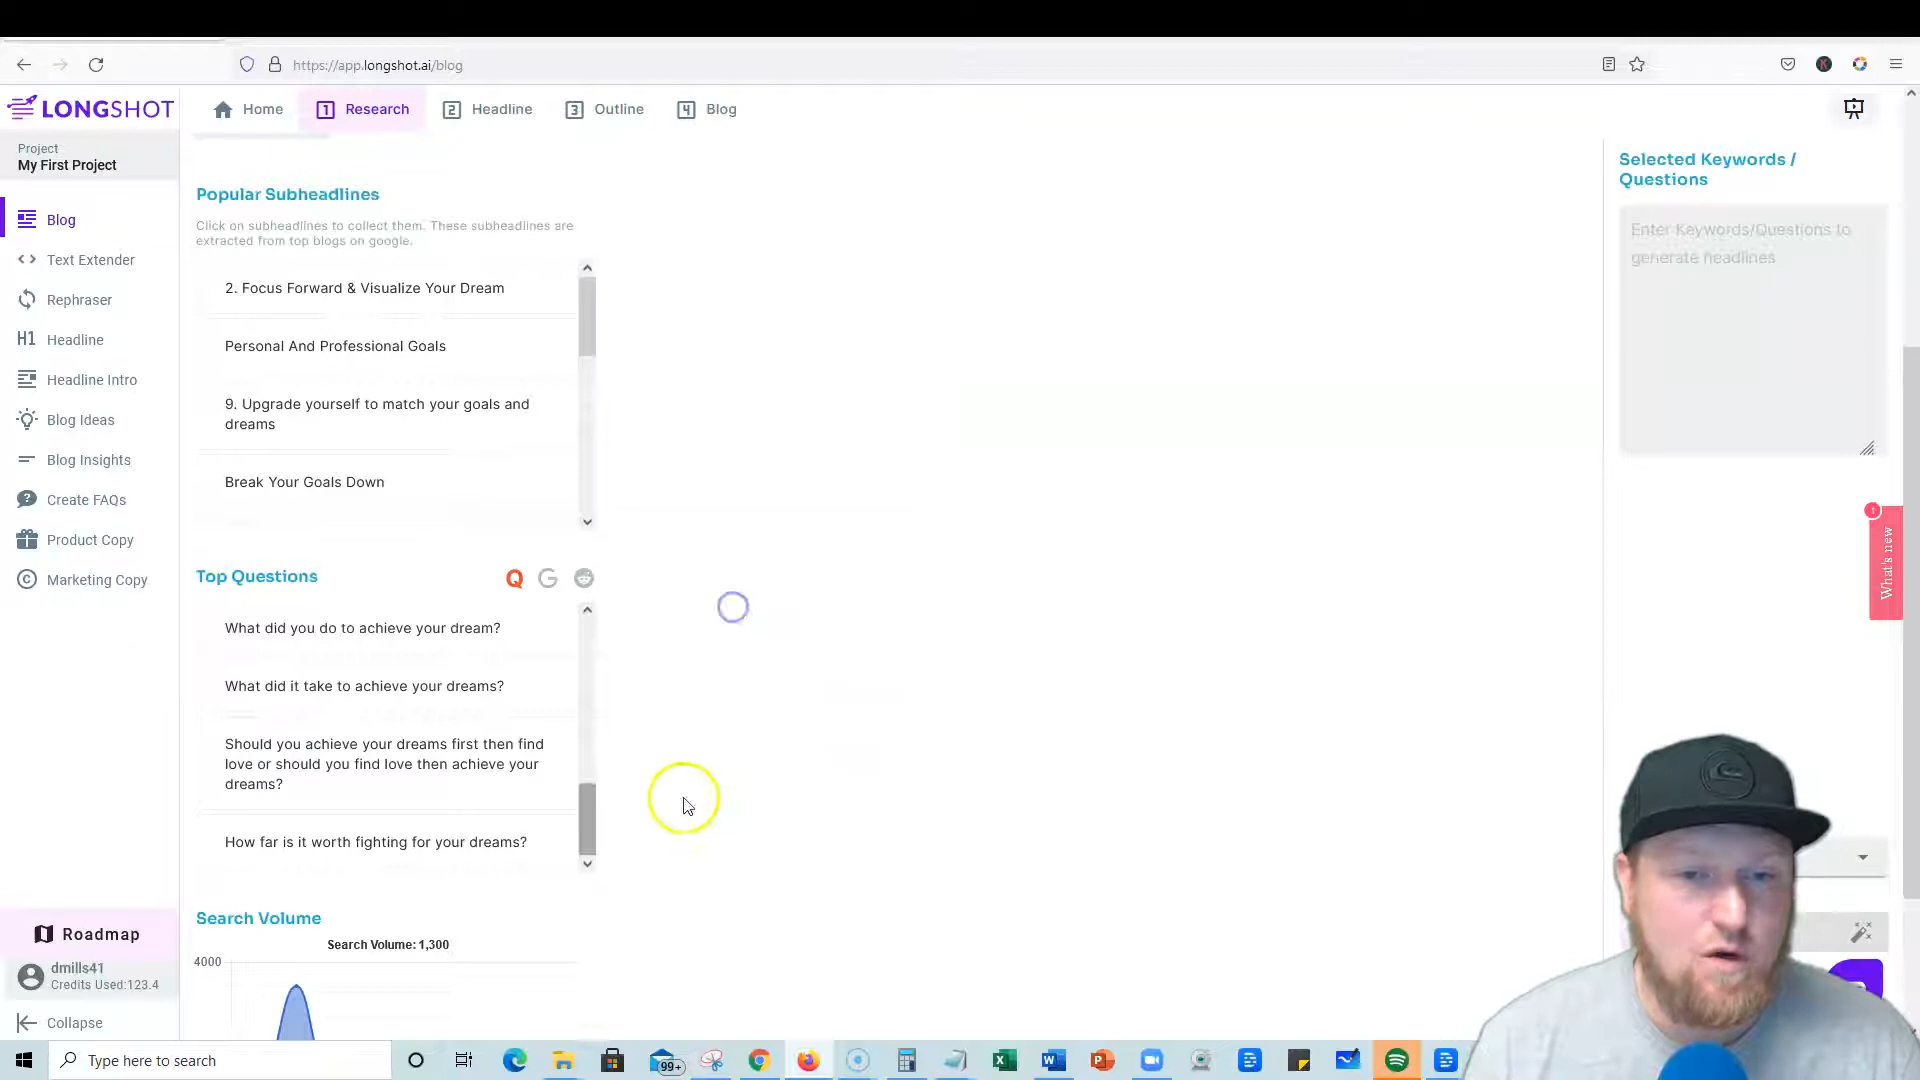 https://app.longshot.ai/blog
LONGSHOT
Home
1 Research
2 Headline
3 Outline
4 Blog
Project
My First Project
Blog
Text Extender
Rephraser
H1 Headline
Headline Intro
Blog Ideas
Blog Insights
Create FAQs
Product Copy
Marketing Copy
Roadmap
dmills41
Credits Used:123.4
Collapse
Popular Subheadlines
Click on subheadlines to collect them. These subheadlines are
extracted from top blogs on google.
2. Focus Forward & Visualize Your Dream
Personal And Professional Goals
9. Upgrade yourself to match your goals and
dreams
Break Your Goals Down
Top Questions
What did you do to achieve your dream?
What did it take to achieve your dreams?
Should you achieve your dreams first then find
love or should you find love then achieve your
dreams?
How far is it worth fighting for your dreams?
Search Volume
Search Volume: 1,300
4000
Selected Keywords /
Questions
Enter Keywords/Questions to
generate headlines
What's new
Type here to search
99+